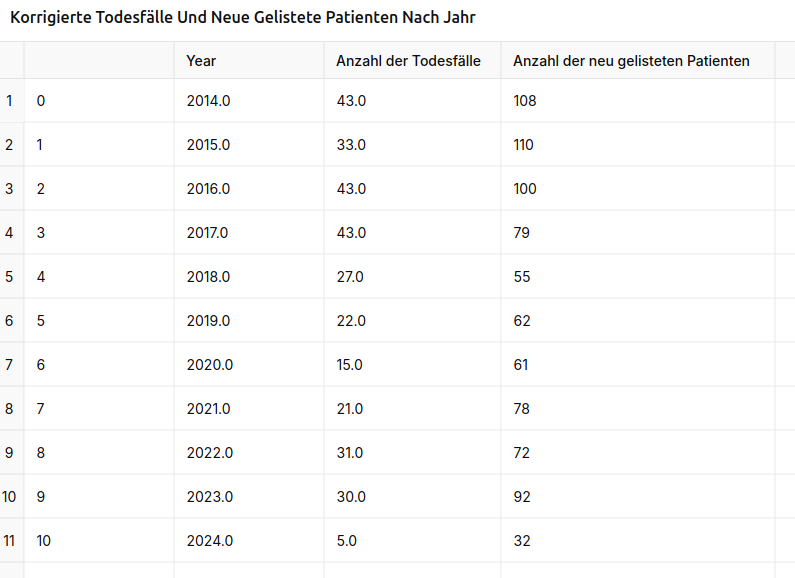 Korrigierte Todesfälle Und Neue Gelistete Patienten Nach Jahr
Year Anzahl der Todesfälle Anzahl der neu gelisteten Patienten
1 0 2014.0 43.0 108
2 1 2015.0 33.0 110
3 2 2016.0 43.0 100
4 3 2017.0 43.0 79
5 4 2018.0 27.0 55
6 5 2019.0 22.0 62
7 6 2020.0 15.0 61
8 7 2021.0 21.0 78
9 8 2022.0 31.0 72
10 9 2023.0 30.0 92
11 10 2024.0 5.0 32